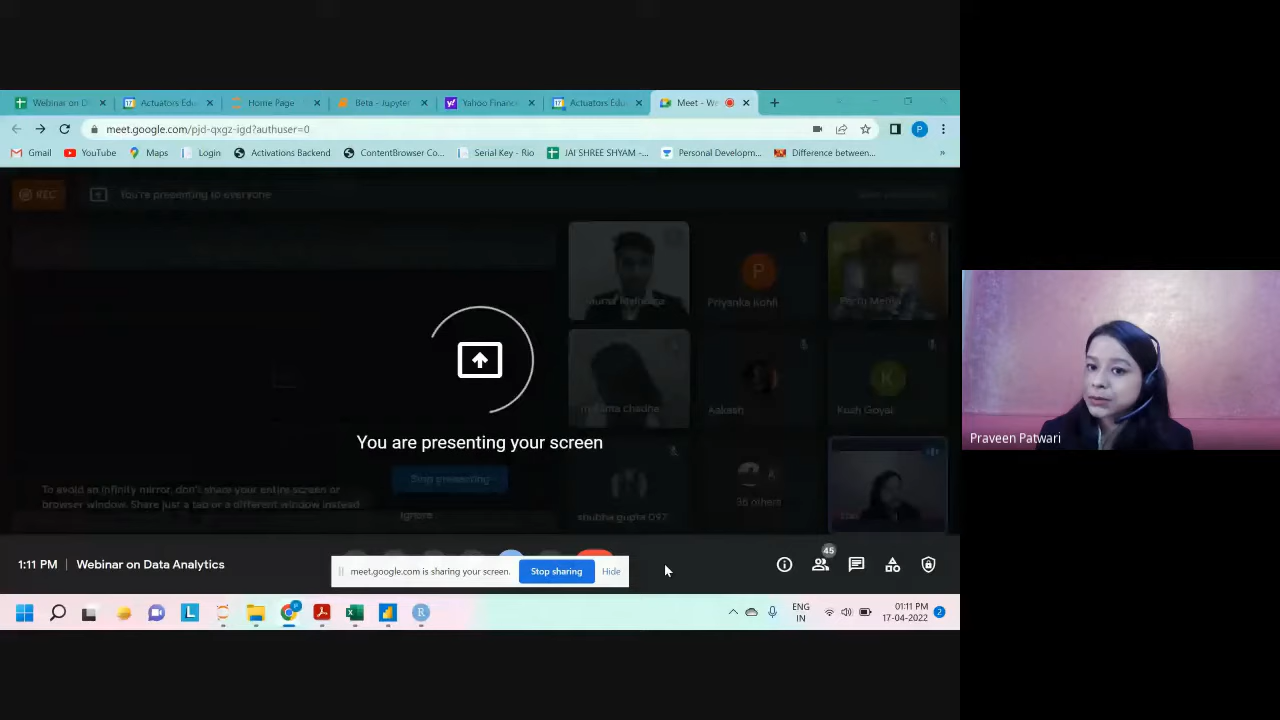 Webinar on D
Actuators Edu
Home Page
Beta - Jupyter
Yahoo Finance
Actuators Edu
Meet - We
meet.google.com/pjd-qxgz-igd?authuser=0
Gmail
YouTube
Maps
Login
Activations Backend
ContentBrowser Co...
Serial Key - Rio
JAI SHREE SHYAM -...
Personal Developm...
Difference between...
»
REC
You're presenting to everyone
Priyanka Kohli
Parth Mehta
chadha
Aakash
Kush Goyal
You are presenting your screen
Stop presenting
To avoid an infinity mirror, don't share your entire screen or
browser window. Share just a tab or a different window instead
Ignore
shubha gupta 097
36 others
P
K
R
Praveen Patwari
1:11 PM | Webinar on Data Analytics
meet.google.com is sharing your screen.
Stop sharing
Hide
45
ENG
IN
01:11 PM
17-04-2022
2